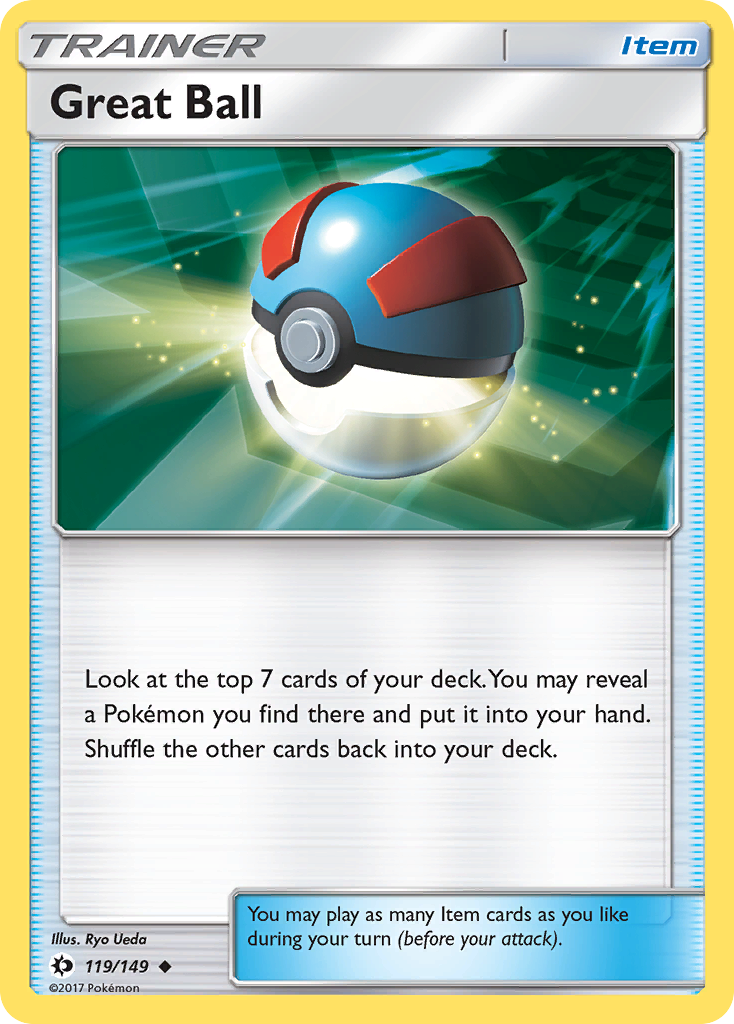 TRAINER
Item
Great Ball
Look at the top 7 cards of your deck.You may reveal
a Pokémon you find there and put it into your hand.
Shuffle the other cards back into your deck.
You may play as many Item cards as you like
during your turn (before your attack).
Illus. Ryo Ueda
119/149
©2017 Pokémon